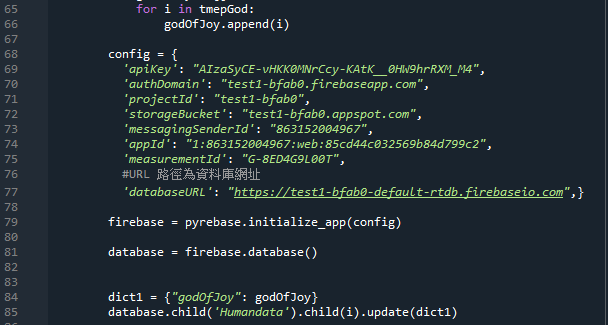 65 for i in tmepGod:
66 godOfJoy.append(i)
67
68 config = {
69 'apiKey': "AIzaSyCE-vHKK0MNrCcy-KAtK__0HW9hrRXM_M4",
70 'authDomain': "test1-bfab0.firebaseapp.com",
71 'projectId': "test1-bfab0",
72 'storageBucket': "test1-bfab0.appspot.com",
73 'messagingSenderId': "863152004967",
74 'appId': "1:863152004967:web:85cd44c032569b84d799c2",
75 'measurementId': "G-8ED4G9L00T",
76 #URL 路徑為資料庫網址
77 'databaseURL': "https://test1-bfab0-default-rtdb.firebaseio.com",}
78
79 firebase = pyrebase.initialize_app(config)
80
81 database = firebase.database()
82
83
84 dict1 = {"godOfJoy": godOfJoy}
85 database.child('Humandata').child(i).update(dict1)